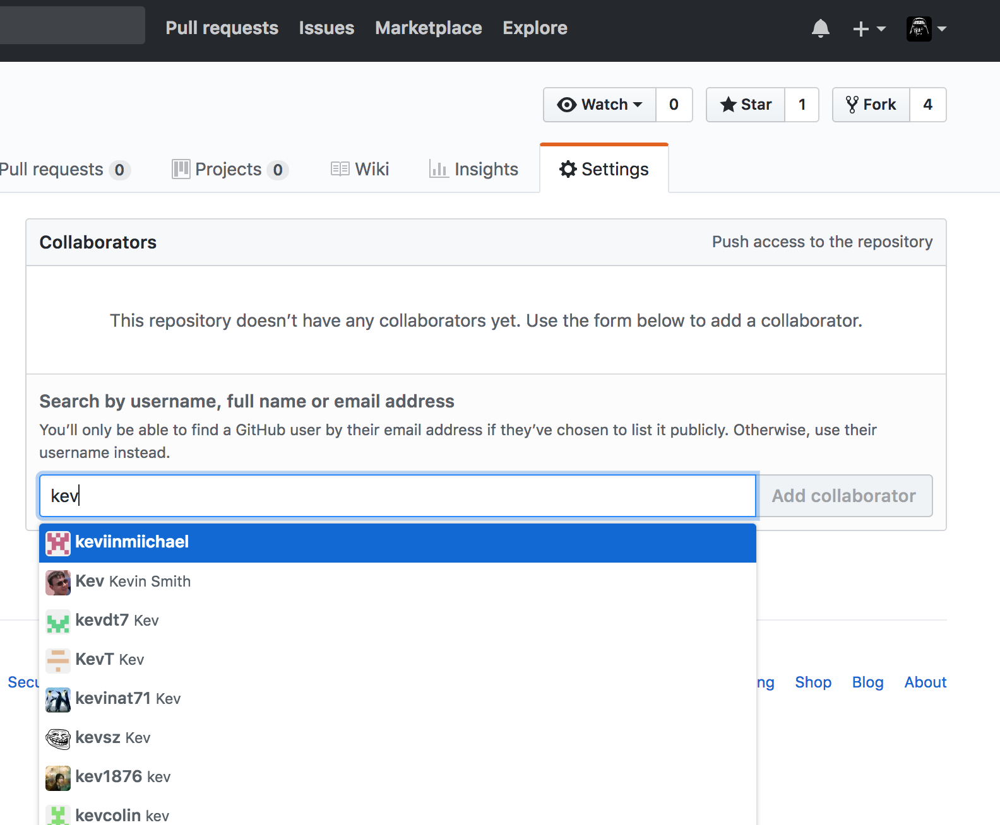 Pull requests Issues Marketplace Explore
Watch 0 Star 1 Fork 4
Pull requests 0 Projects 0 Wiki Insights Settings
Collaborators Push access to the repository
This repository doesn’t have any collaborators yet. Use the form below to add a collaborator.
Search by username, full name or email address
You’ll only be able to find a GitHub user by their email address if they’ve chosen to list it publicly. Otherwise, use their
username instead.
kev Add collaborator
keviinmiichael
Kev Kevin Smith
kevdt7 Kev
KevT Kev
Secu ng Shop Blog About
kevinat71 Kev
kevsz Kev
kev1876 kev
kevcolin kev